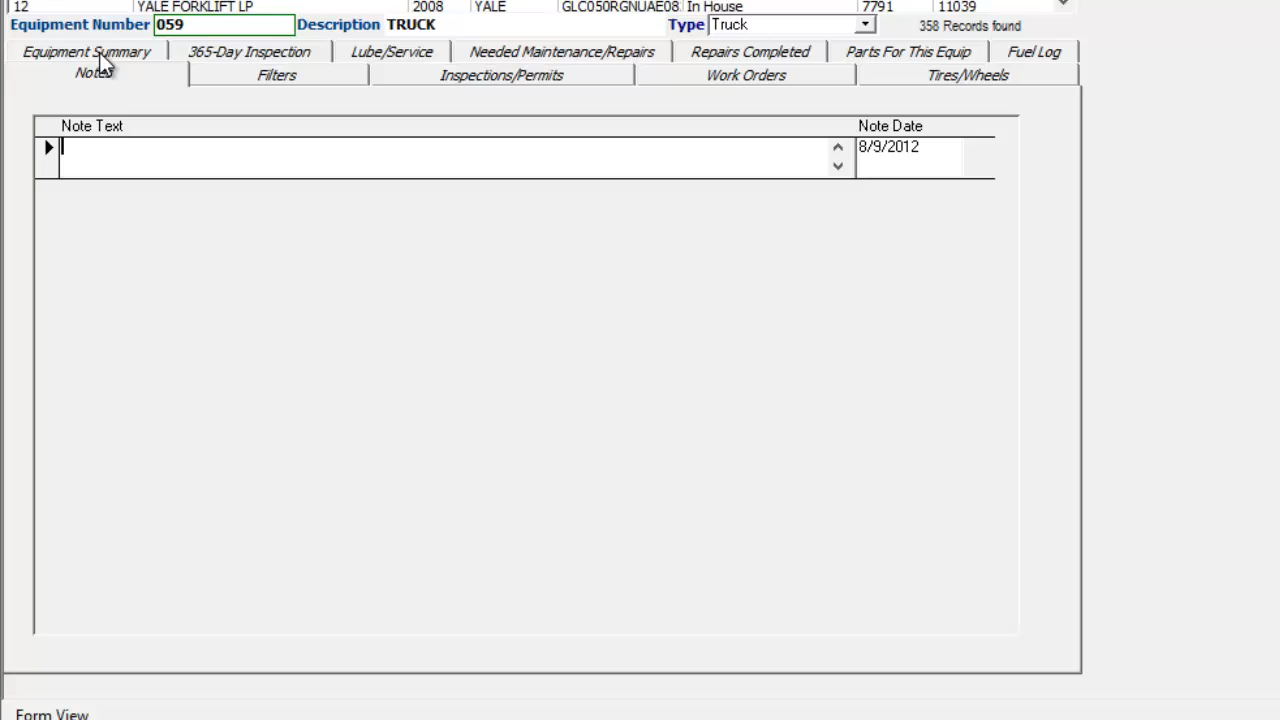 12 YALE FORKLIFT LP 2008 YALE GLC050RGNUAE08 In House 7791 11039
Equipment Number 059 Description TRUCK Type Truck 358 Records found
Equipment Summary 365-Day Inspection Lube/Service Needed Maintenance/Repairs Repairs Completed Parts For This Equip Fuel Log
Notes Filters Inspections/Permits Work Orders Tires/Wheels
Note Text Note Date
8/9/2012
Form View